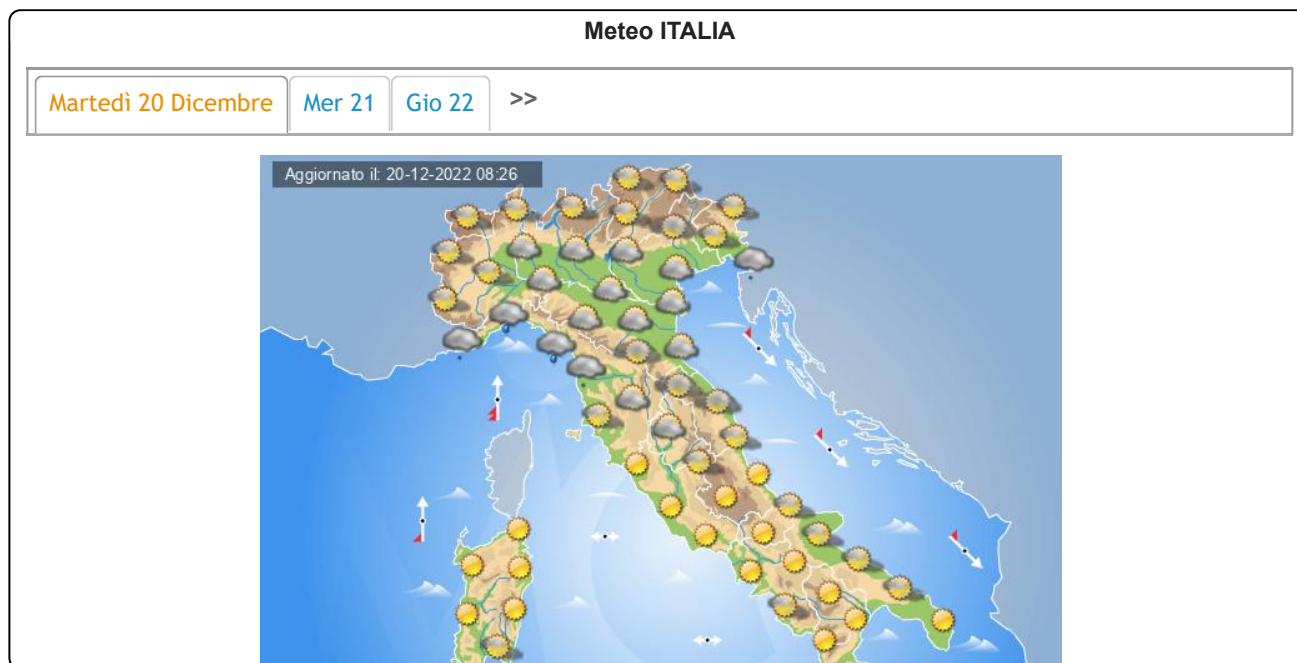 Meteo ITALIA
Martedì 20 Dicembre Mer 21 Gio 22 >>
Aggiornato il: 20-12-2022 08:26